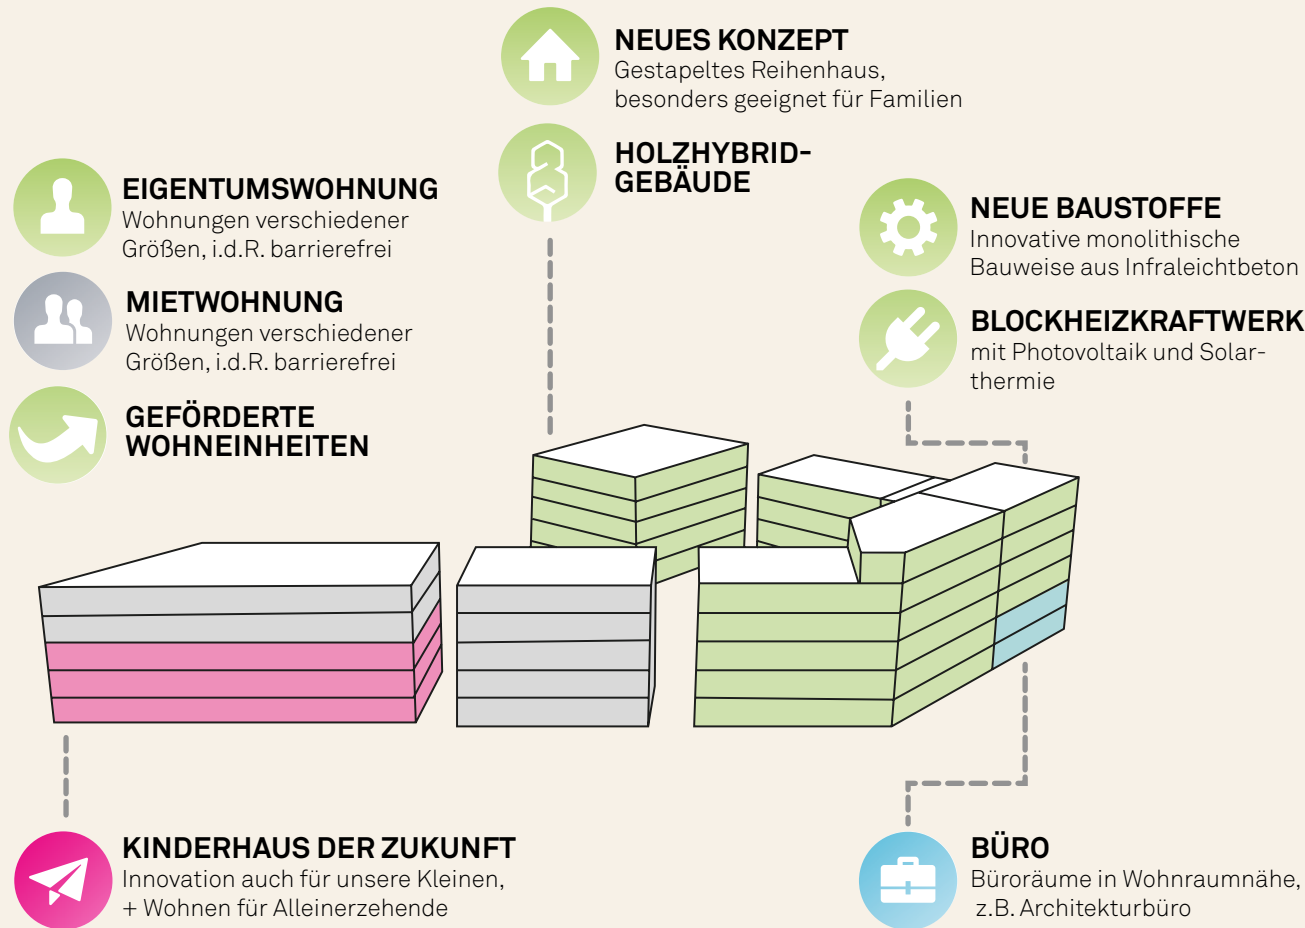 NEUES KONZEPT
Gestapeltes Reihenhaus,
besonders geeignet für Familien
HOLZHYBRID-
GEBÄUDE
EIGENTUMSWOHNUNG
Wohnungen verschiedener
Größen, i.d.R. barrierefrei
MIETWOHNUNG
Wohnungen verschiedener
Größen, i.d.R. barrierefrei
GEFÖRDERTE
WOHNEINHEITEN
NEUE BAUSTOFFE
Innovative monolithische
Bauweise aus Infraleichtbeton
BLOCKHEIZKRAFTWERK
mit Photovoltaik und Solar-
thermie
KINDERHAUS DER ZUKUNFT
Innovation auch für unsere Kleinen,
+ Wohnen für Alleinerzehende
BÜRO
Büroräume in Wohnraumnähe,
z.B. Architekturbüro